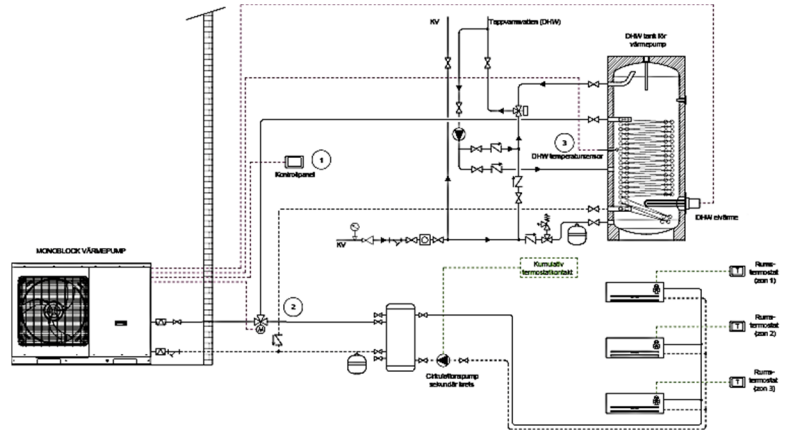 KV
Tappvarmvatten (DHW)
DHW tank för
värmepump
1
Kontrollpanel
3
DHW temperatursensor
DHW elvärme
KV
MONOBLOCK VÄRMEPUMP
2
Kumulativ
termostatkontakt
Cirkulationspump
sekundär krets
T
Rums-
termostat
(zon 1)
T
Rums-
termostat
(zon 2)
T
Rums-
termostat
(zon 3)